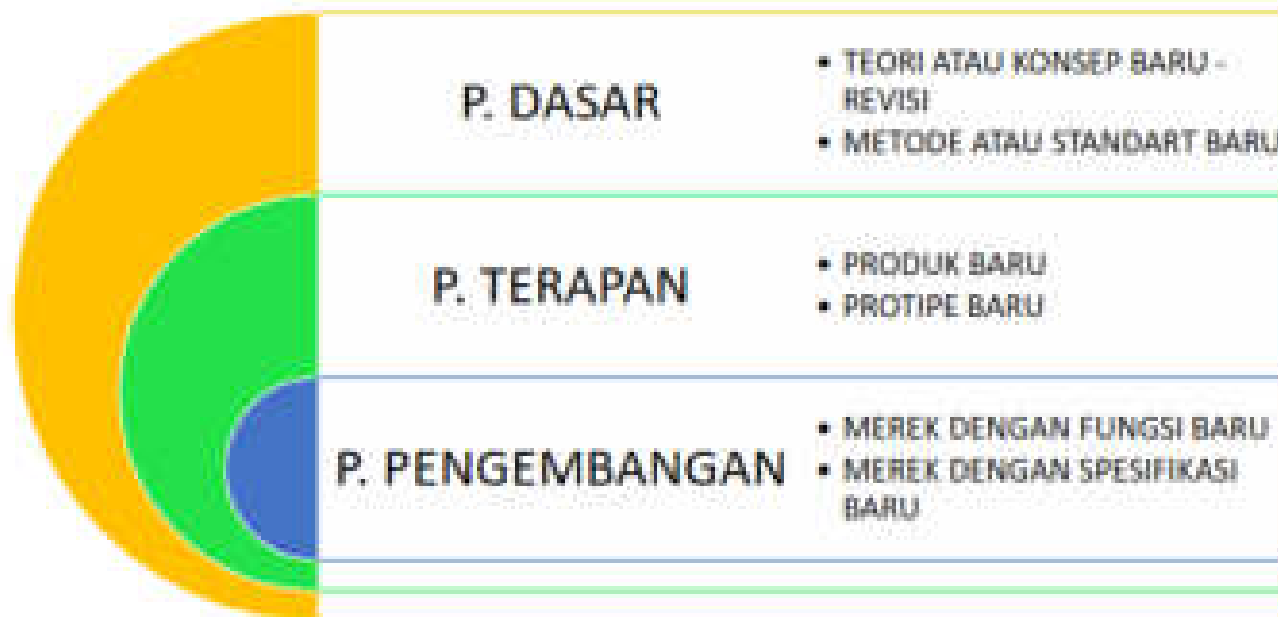 P. DASAR
• TEORI ATAU KONSEP BARU -
REVISI
• METODE ATAU STANDART BARU
P. TERAPAN
• PRODUK BARU
• PROTIPE BARU
P. PENGEMBANGAN
• MEREK DENGAN FUNGSI BARU
• MEREK DENGAN SPESIFIKASI
BARU